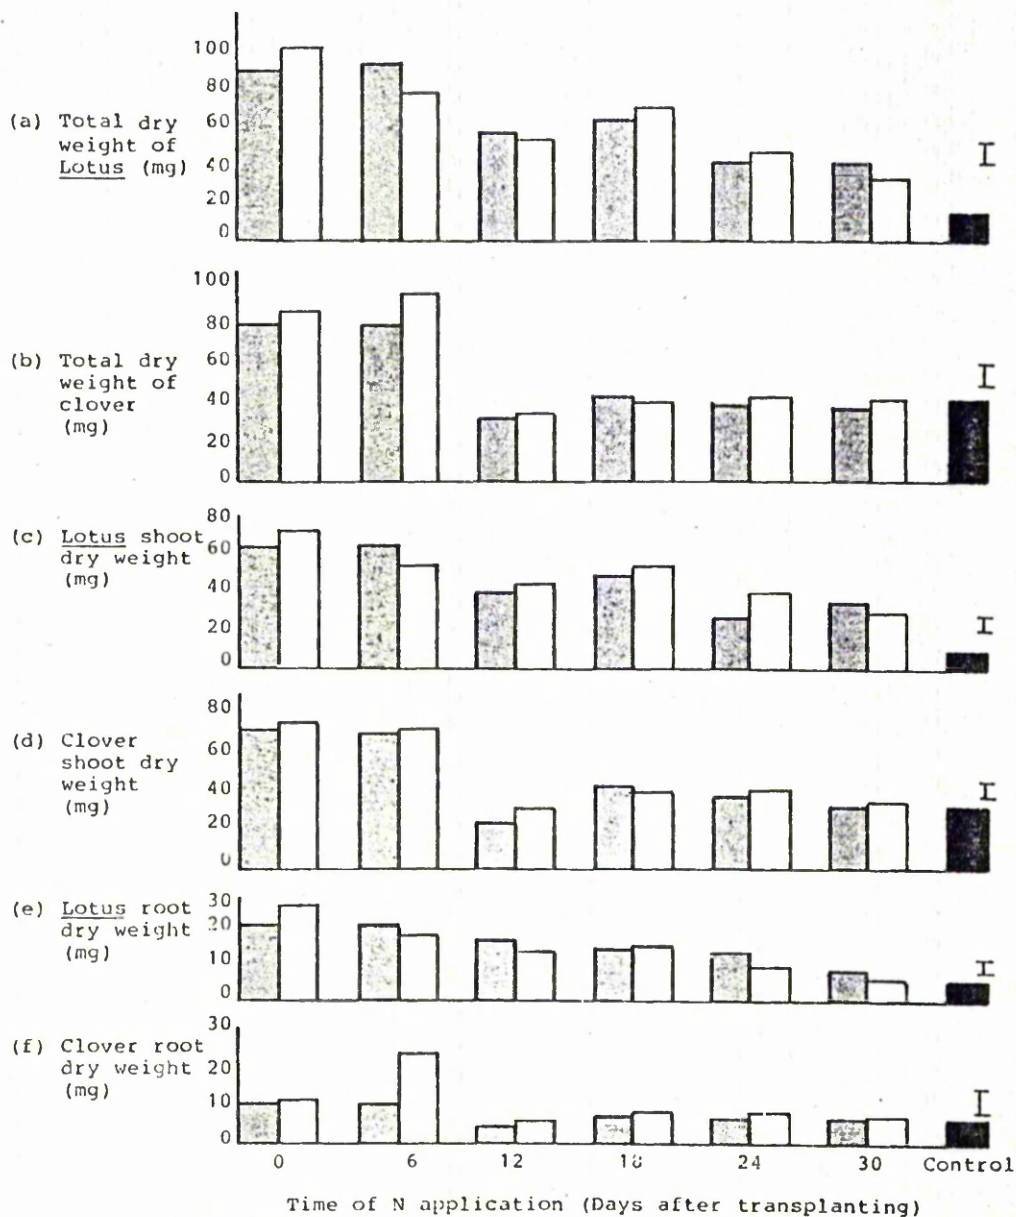 (a) Total dry
weight of
Lotus (mg)
100
80
60
40
20
0
(b) Total dry
weight of
clover
(mg)
100
80
60
40
20
0
(c) Lotus shoot
dry weight
(mg)
80
60
40
20
0
(d) Clover
shoot dry
weight
(mg)
80
60
40
20
0
(e) Lotus root
dry weight
(mg)
30
20
10
0
(f) Clover root
dry weight
(mg)
30
20
10
0
0 6 12 18 24 30 Control
Time of N application (Days after transplanting)